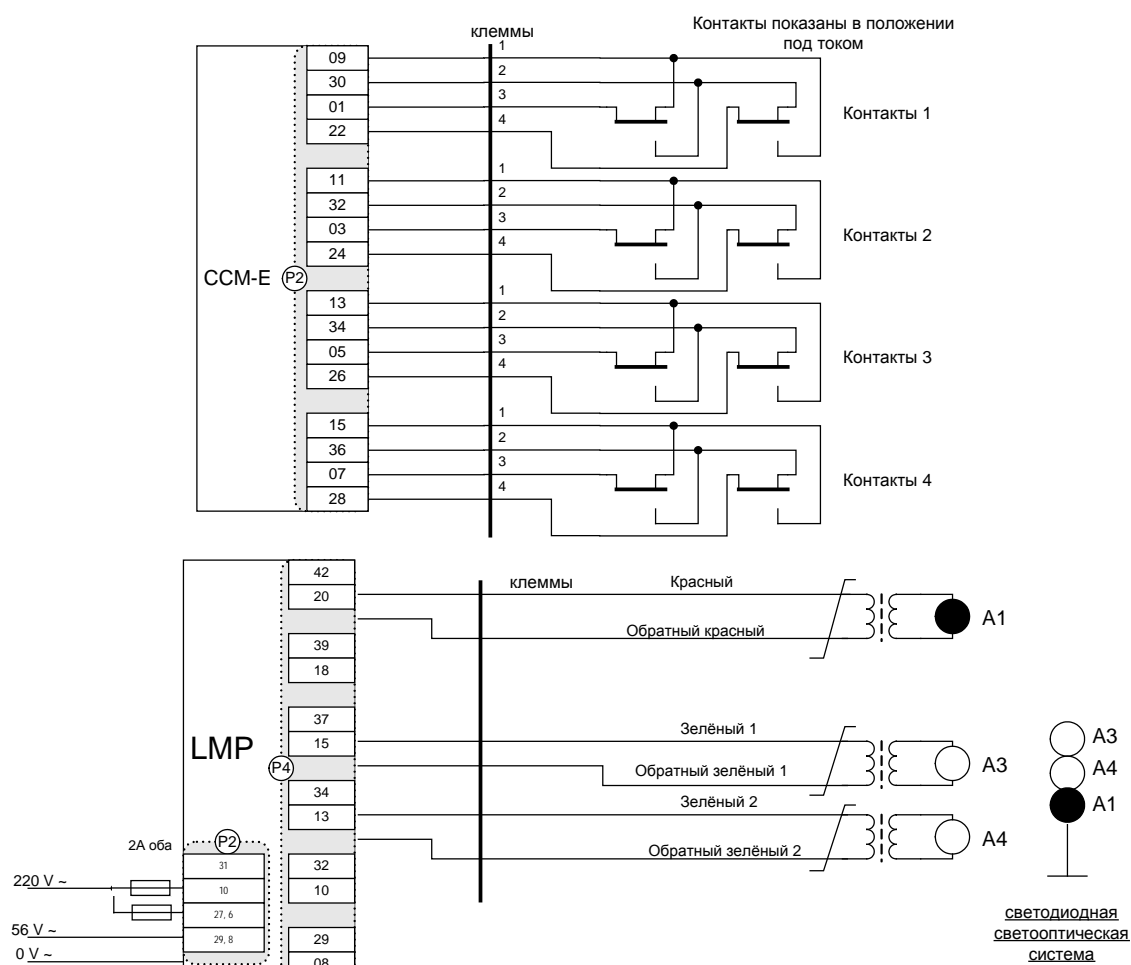 клеммы
Контакты показаны в положении
под током
09
30
01
22
1
2
3
4
Контакты 1
11
32
03
24
1
2
3
4
Контакты 2
CCM-E
P2
13
34
05
26
1
2
3
4
Контакты 3
15
36
07
28
1
2
3
4
Контакты 4
42
20
клеммы
Красный
Обратный красный
A1
39
18
LMP
P4
37
15
Зелёный 1
Обратный зелёный 1
A3
34
13
Зелёный 2
Обратный зелёный 2
A4
A3
A4
A1
32
10
29
08
2А оба
P2
31
10
27, 6
29, 8
220 V ~
56 V ~
0 V ~
светодиодная
светооптическая
система